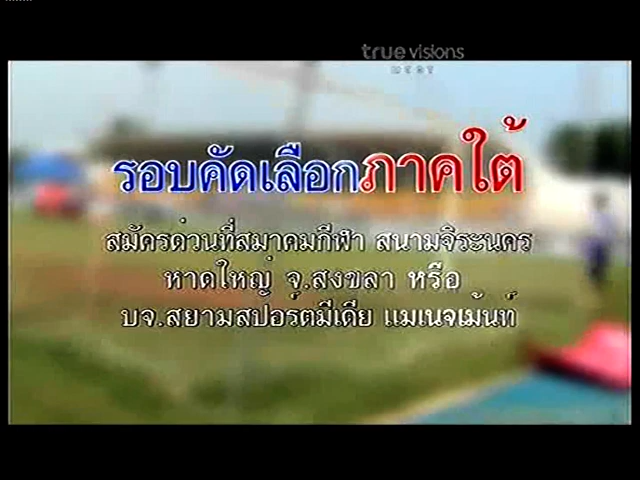 true visions
รอบคัดเลือกภาคใต้
สมัครด่วนที่สมาคมกีฬา สนามจิระนคร
หาดใหญ่ จ.สงขลา หรือ
บจ.สยามสปอร์ตมีเดีย แมเนจเม้นท์